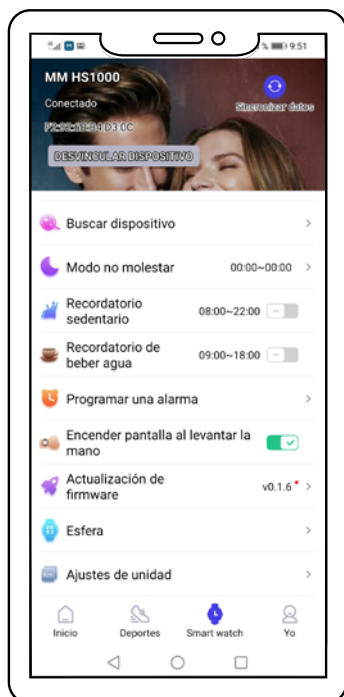 % 9:51
MM HS1000
Conectado
Sincronizar datos
DESVINCULAR DISPOSITIVO
Buscar dispositivo
Modo no molestar 00:00~00:00
Recordatorio
sedentario 08:00~22:00
Recordatorio de
beber agua 09:00~18:00
Programar una alarma
Encender pantalla al levantar la
mano
Actualización de
firmware v0.1.6
Esfera
Ajustes de unidad
Inicio Deportes Smart watch Yo